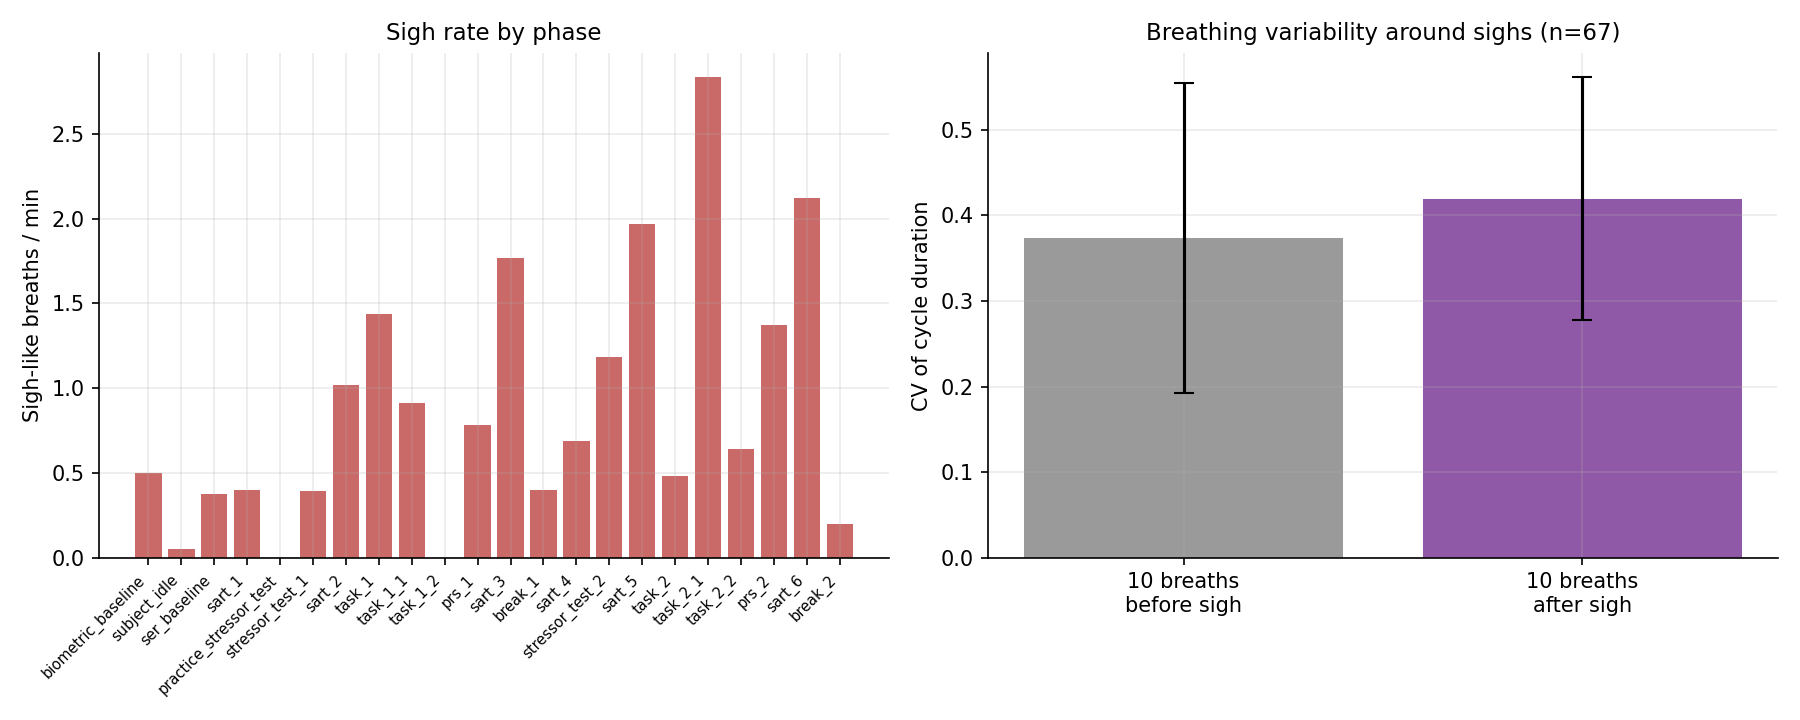 Sigh rate by phase
Sigh-like breaths / min
2.5
2.0
1.5
1.0
0.5
0.0
biometric_baseline
subject_idle
ser_baseline
sart_1
practice_stressor_test
stressor_test_1
sart_2
task_1
task_1_1
task_1_2
prs_1
sart_3
break_1
sart_4
stressor_test_2
sart_5
task_2
task_2_1
task_2_2
prs_2
sart_6
break_2
Breathing variability around sighs (n=67)
CV of cycle duration
0.5
0.4
0.3
0.2
0.1
0.0
10 breaths
before sigh
10 breaths
after sigh